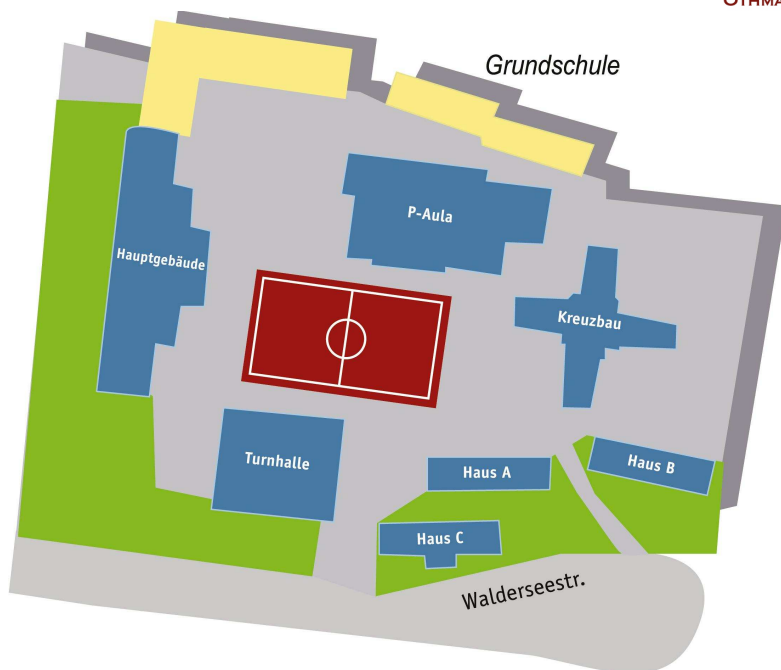 Grundschule
P-Aula
Hauptgebäude
Kreuzbau
Turnhalle
Haus A
Haus B
Haus C
Walderseestr.